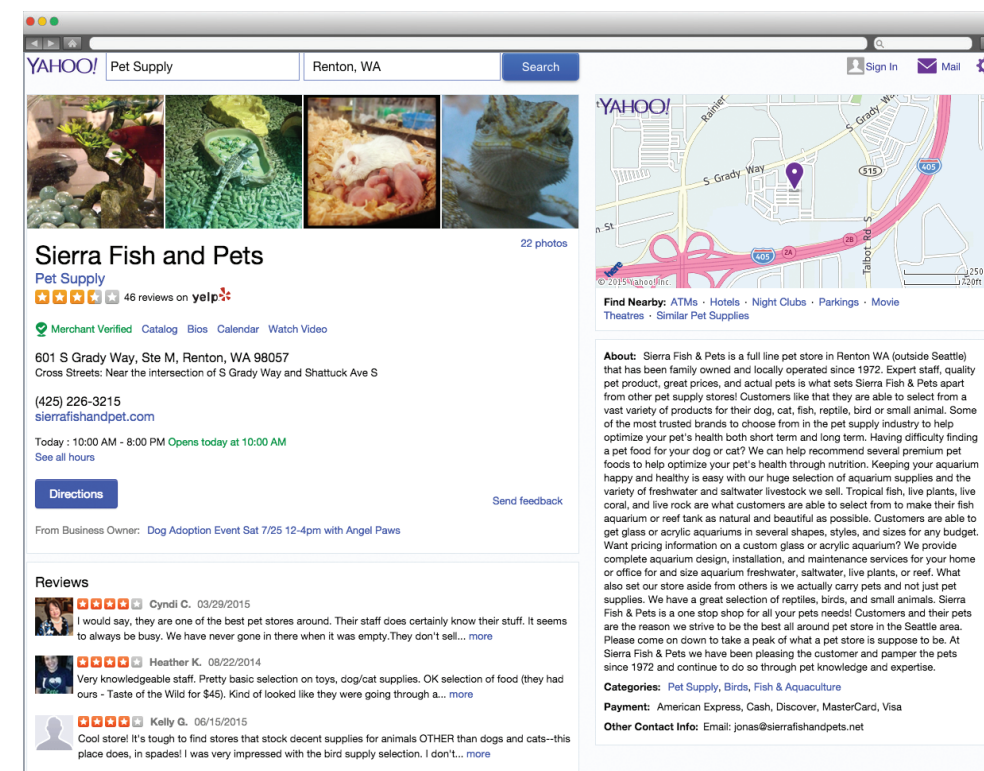 YAHOO!
Pet Supply
Renton, WA
Search
Sign In
Mail
22 photos
Sierra Fish and Pets
Pet Supply
46 reviews on yelp
Merchant Verified Catalog Bios Calendar Watch Video
601 S Grady Way, Ste M, Renton, WA 98057
Cross Streets: Near the intersection of S Grady Way and Shattuck Ave S
(425) 226-3215
sierrafishandpet.com
Today : 10:00 AM - 8:00 PM Opens today at 10:00 AM
See all hours
Directions
Send feedback
From Business Owner: Dog Adoption Event Sat 7/25 12-4pm with Angel Paws
Reviews
Cyndi C. 03/29/2015
I would say, they are one of the best pet stores around. Their staff does certainly know their stuff. It seems
to always be busy. We have never gone in there when it was empty.They don't sell... more
Heather K. 08/22/2014
Very knowledgeable staff. Pretty basic selection on toys, dog/cat supplies. OK selection of food (they had
ours - Taste of the Wild for $45). Kind of looked like they were going through a... more
Kelly G. 06/15/2015
Cool store! It's tough to find stores that stock decent supplies for animals OTHER than dogs and cats--this
place does, in spades! I was very impressed with the bird supply selection. I don't... more
YAHOO!
Rainier
S Grady Wa
S Grady Way
515
405
n St
2B
2A
405
Talbot Rd S
here
© 2015 Yahoo! Inc.
250
720ft
Find Nearby: ATMs · Hotels · Night Clubs · Parkings · Movie
Theatres · Similar Pet Supplies
About: Sierra Fish & Pets is a full line pet store in Renton WA (outside Seattle)
that has been family owned and locally operated since 1972. Expert staff, quality
pet product, great prices, and actual pets is what sets Sierra Fish & Pets apart
from other pet supply stores! Customers like that they are able to select from a
vast variety of products for their dog, cat, fish, reptile, bird or small animal. Some
of the most trusted brands to choose from in the pet supply industry to help
optimize your pet's health both short term and long term. Having difficulty finding
a pet food for your dog or cat? We can help recommend several premium pet
foods to help optimize your pet's health through nutrition. Keeping your aquarium
happy and healthy is easy with our huge selection of aquarium supplies and the
variety of freshwater and saltwater livestock we sell. Tropical fish, live plants, live
coral, and live rock are what customers are able to select from to make their fish
aquarium or reef tank as natural and beautiful as possible. Customers are able to
get glass or acrylic aquariums in several shapes, styles, and sizes for any budget.
Want pricing information on a custom glass or acrylic aquarium? We provide
complete aquarium design, installation, and maintenance services for your home
or office for and size aquarium freshwater, saltwater, live plants, or reef. What
also set our store aside from others is we actually carry pets and not just pet
supplies. We have a great selection of reptiles, birds, and small animals. Sierra
Fish & Pets is a one stop shop for all your pets needs! Customers and their pets
are the reason we strive to be the best all around pet store in the Seattle area.
Please come on down to take a peak of what a pet store is suppose to be. At
Sierra Fish & Pets we have been pleasing the customer and pamper the pets
since 1972 and continue to do so through pet knowledge and expertise.
Categories: Pet Supply, Birds, Fish & Aquaculture
Payment: American Express, Cash, Discover, MasterCard, Visa
Other Contact Info: Email: jonas@sierrafishandpets.net